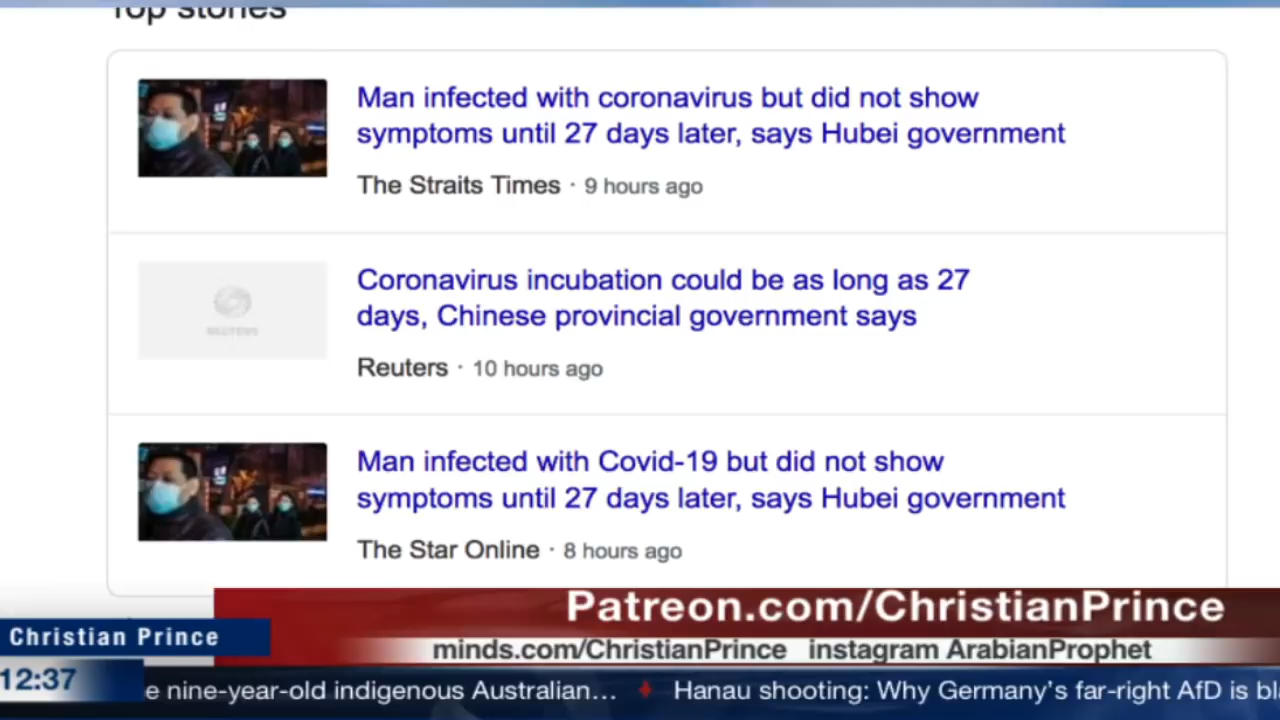 Top stories
Man infected with coronavirus but did not show
symptoms until 27 days later, says Hubei government
The Straits Times · 9 hours ago
REUTERS
Coronavirus incubation could be as long as 27
days, Chinese provincial government says
Reuters · 10 hours ago
Man infected with Covid-19 but did not show
symptoms until 27 days later, says Hubei government
The Star Online · 8 hours ago
Patreon.com/ChristianPrince
Christian Prince
minds.com/ChristianPrince instagram ArabianProphet
12:37
e nine-year-old indigenous Australian... Hanau shooting: Why Germany's far-right AfD is bla